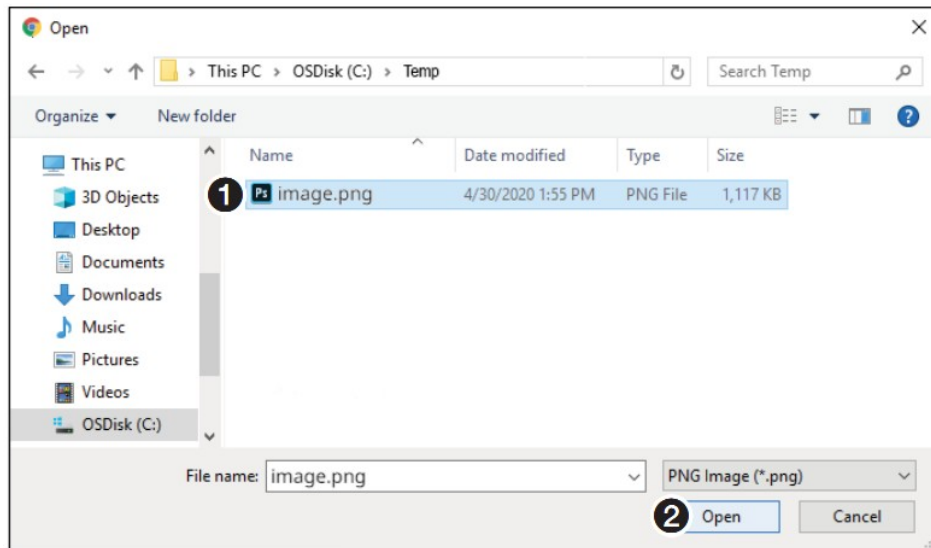 Open
This PC > OSDisk (C:) > Temp
Search Temp
Organize
New folder
Name
Date modified
Type
Size
This PC
3D Objects
Desktop
Documents
Downloads
Music
Pictures
Videos
OSDisk (C:)
1 Ps image.png 4/30/2020 1:55 PM PNG File 1,117 KB
File name: image.png
PNG Image (*.png)
2 Open
Cancel